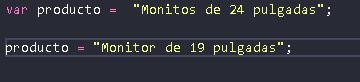 var producto =  "Monitos de 24 pulgadas";
producto = "Monitor de 19 pulgadas";